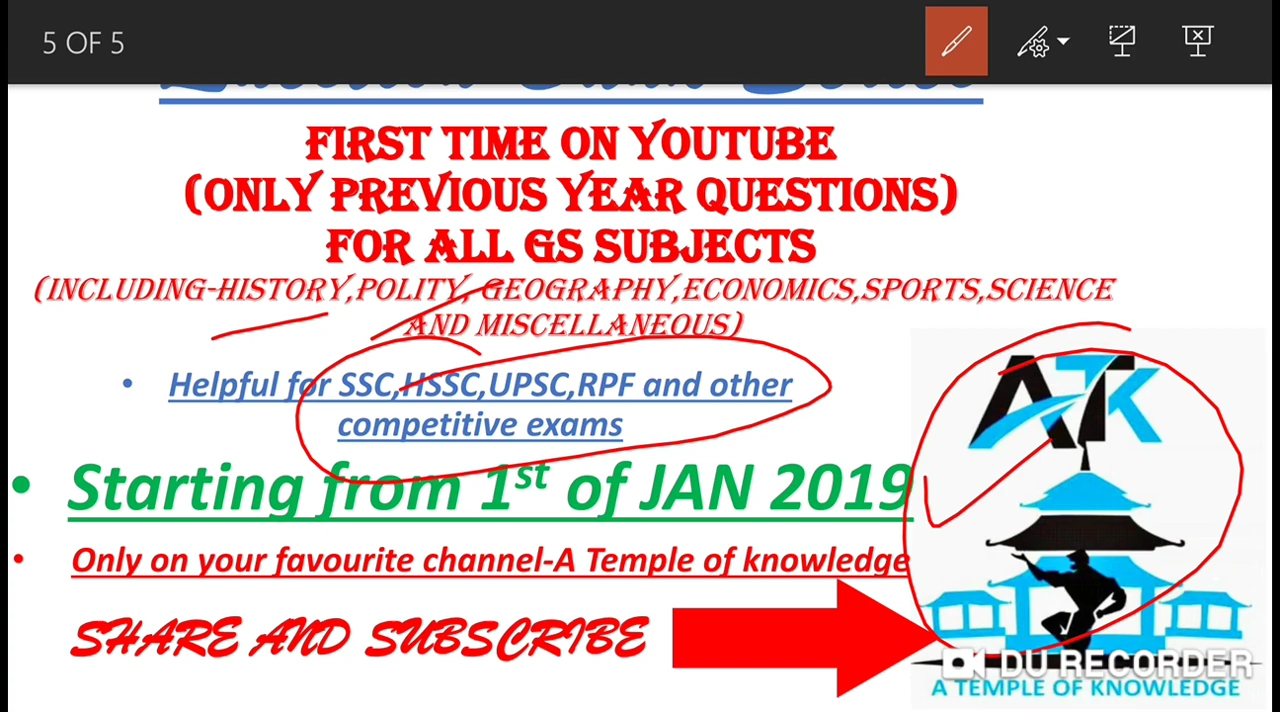 5 OF 5
FIRST TIME ON YOUTUBE
(ONLY PREVIOUS YEAR QUESTIONS)
FOR ALL GS SUBJECTS
(INCLUDING-HISTORY,POLITY, GEOGRAPHY,ECONOMICS,SPORTS,SCIENCE
AND MISCELLANEOUS)
• Helpful for SSC,HSSC,UPSC,RPF and other
competitive exams
• Starting from 1st of JAN 2019
• Only on your favourite channel-A Temple of knowledge
SHARE AND SUBSCRIBE
ATK
DU RECORDER
A TEMPLE OF KNOWLEDGE